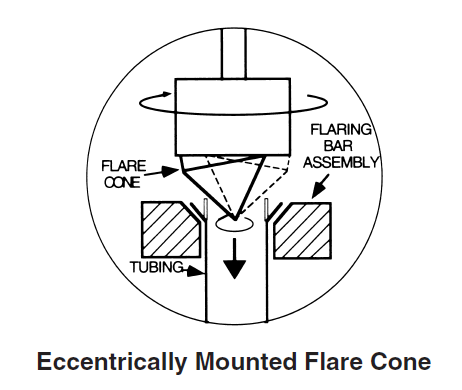 FLARING
BAR
ASSEMBLY
FLARE
CONE
TUBING
Eccentrically Mounted Flare Cone